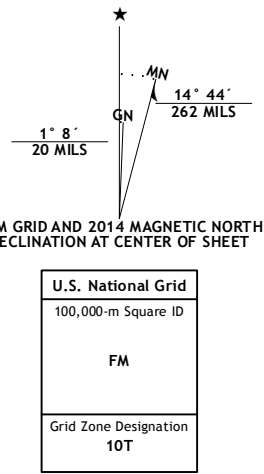 ★
MN
14° 44´
262 MILS
GN
1° 8´
20 MILS
M GRID AND 2014 MAGNETIC NORTH
ECLINATION AT CENTER OF SHEET
U.S. National Grid
100,000-m Square ID
FM
Grid Zone Designation
10T